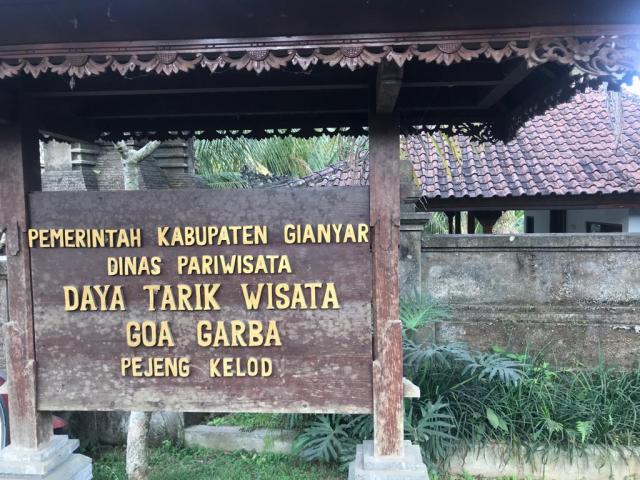 PEMERINTAH KABUPATEN GIANYAR
DINAS PARIWISATA
DAYA TARIK WISATA
GOA GARBA
PEJENG KELOD